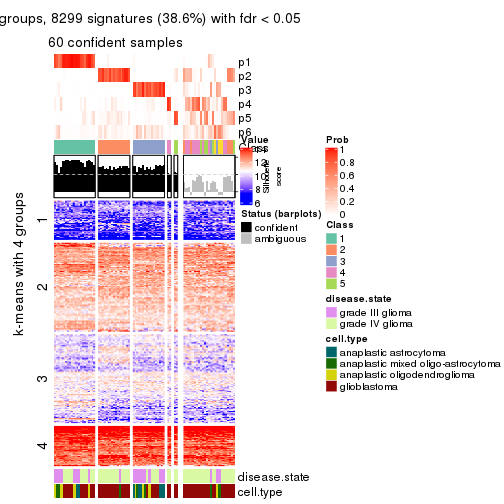 groups, 8299 signatures (38.6%) with fdr < 0.05
60 confident samples
p1
p2
p3
p4
p5
p6
Class
Silhouette
score
k-means with 4 groups
1
2
3
4
disease.state
cell.type
Value
14
12
10
8
6
Status (barplots)
confident
ambiguous
Prob
1
0.8
0.6
0.4
0.2
0
Class
1
2
3
4
5
disease.state
grade III glioma
grade IV glioma
cell.type
anaplastic astrocytoma
anaplastic mixed oligo-astrocytoma
anaplastic oligodendroglioma
glioblastoma